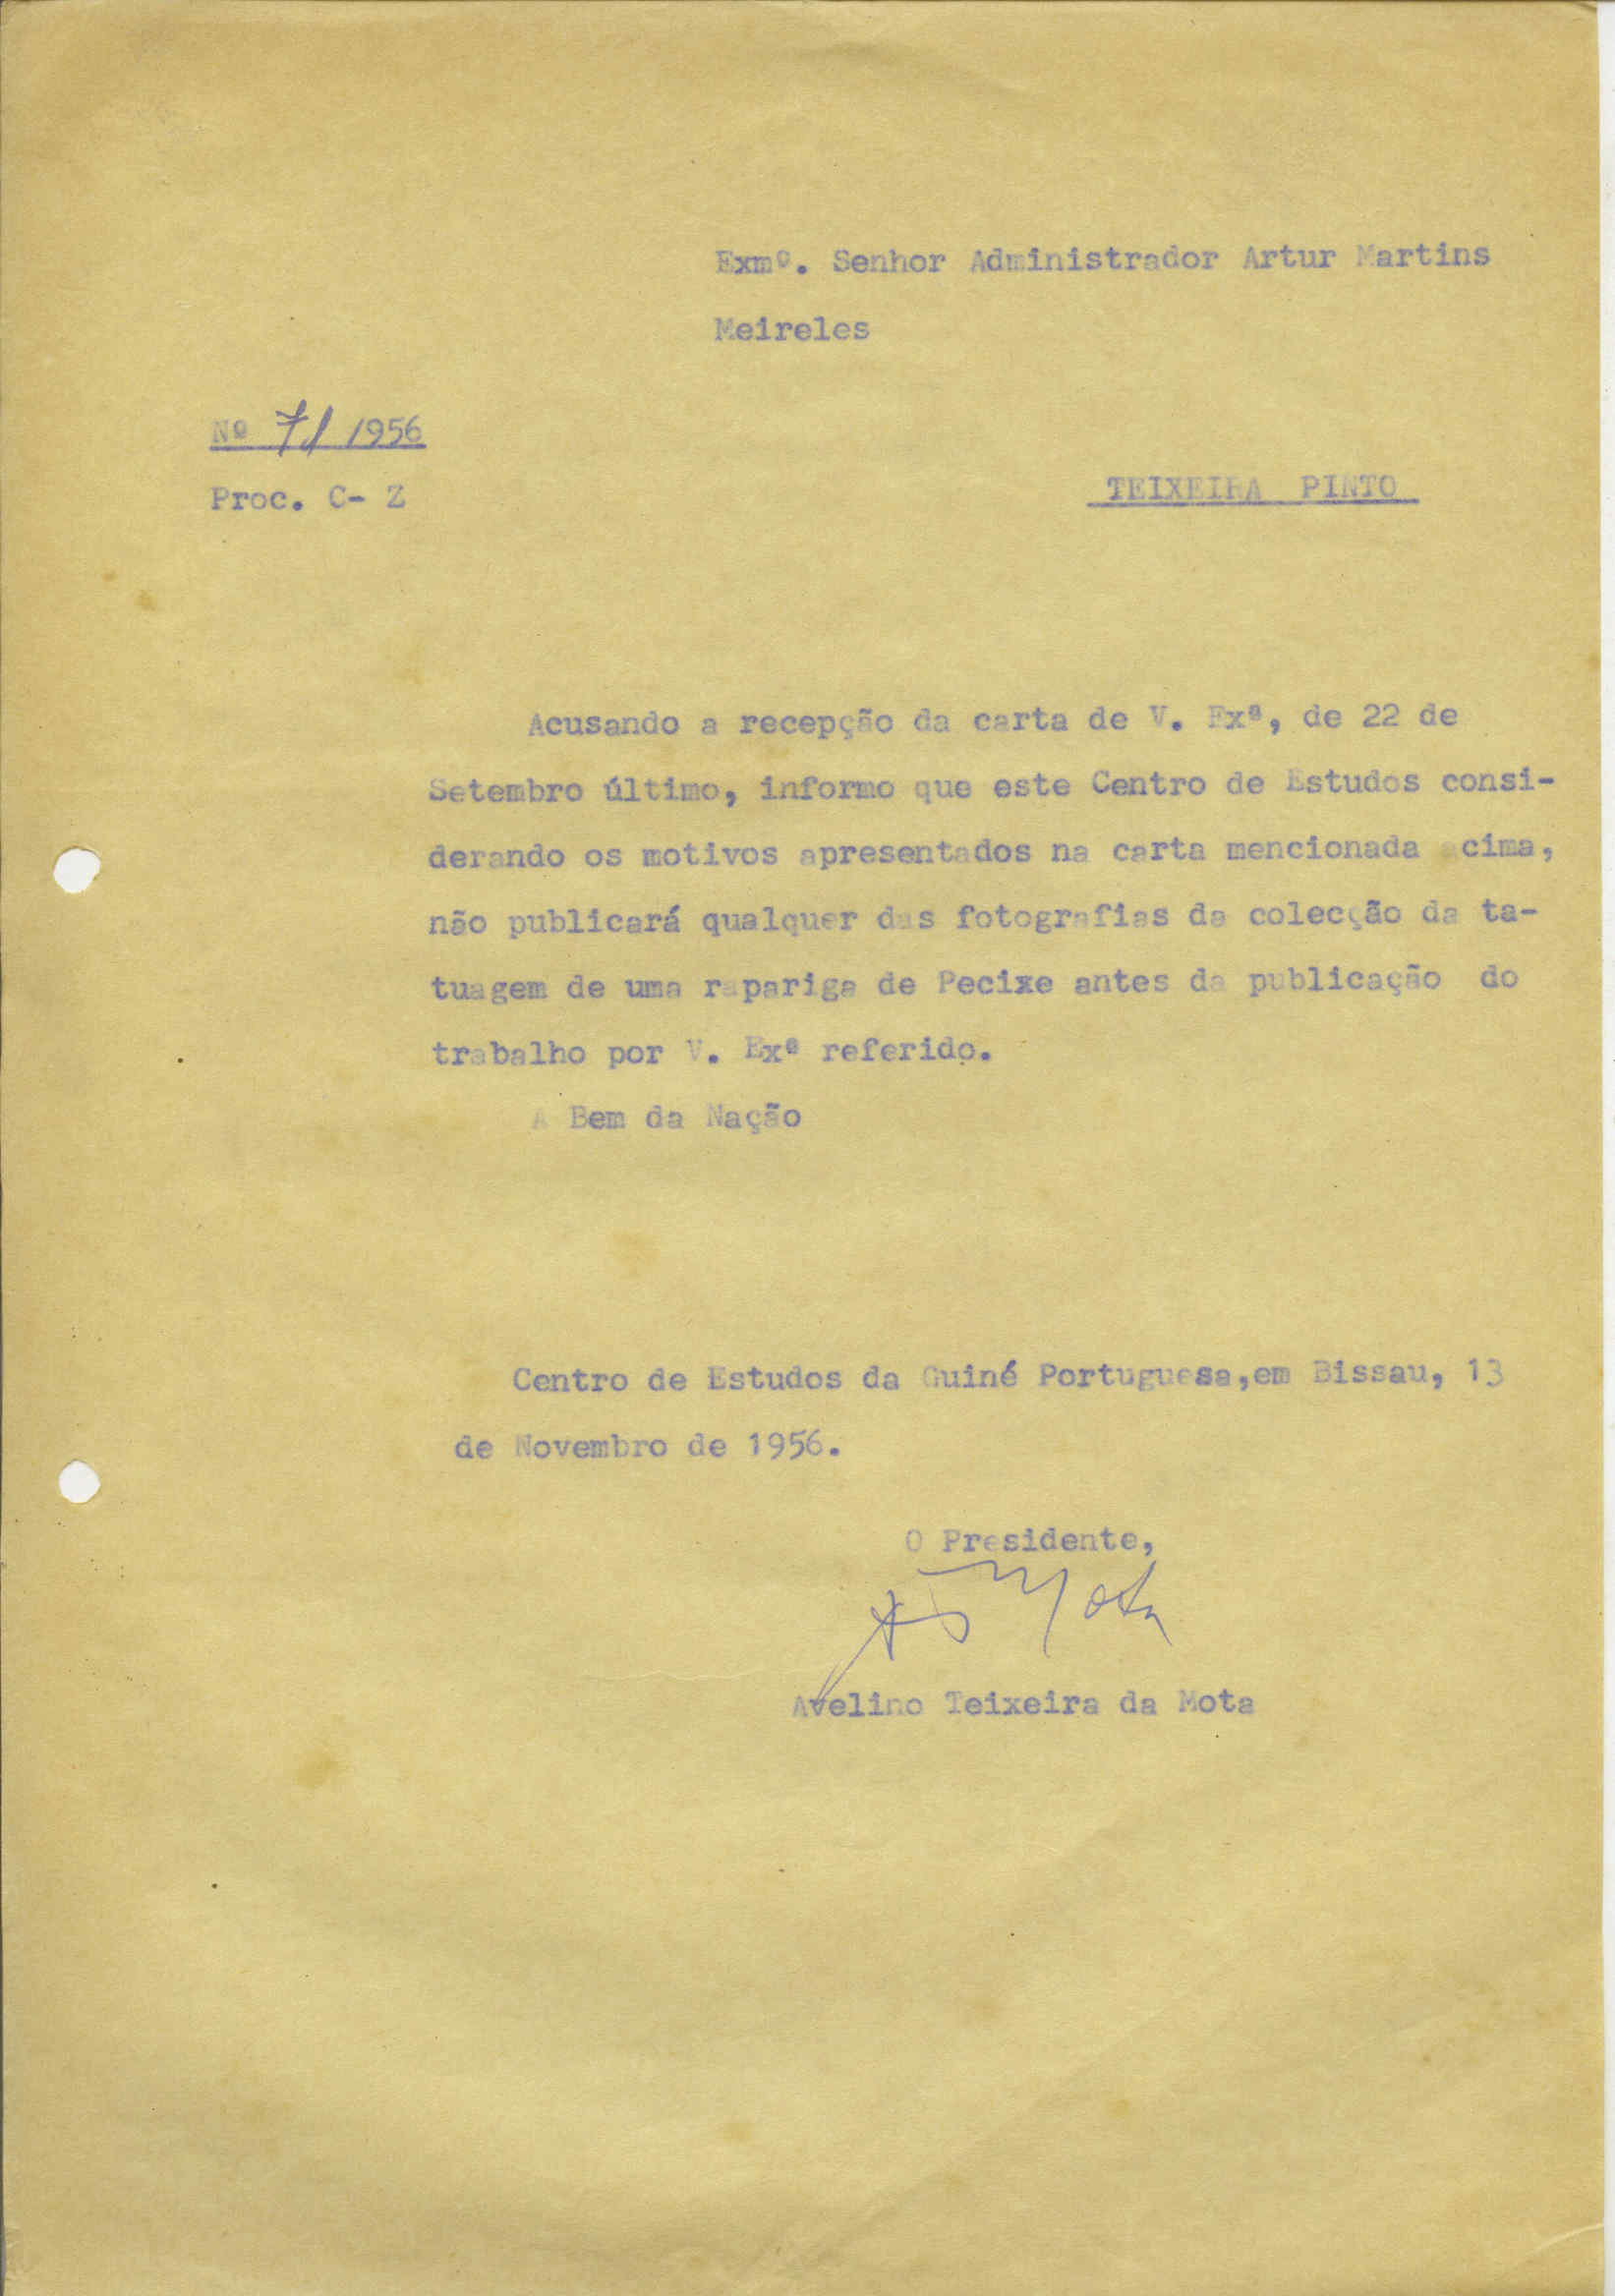 Exmº. Senhor Administrador Artur Martins
Meireles
Nº 71/1956
Proc. C- Z
TEIXEIRA PINTO
Acusando a recepção da carta de V. Exª, de 22 de
Setembro último, informo que este Centro de Estudos consi-
derando os motivos apresentados na carta mencionada acima,
não publicará qualquer das fotografias da colecção da ta-
tuagem de uma rapariga de Pecixe antes da publicação do
trabalho por V. Exª referido.
A Bem da Nação
Centro de Estudos da Guiné Portuguesa,em Bissau, 13
de Novembro de 1956.
O Presidente,
A T Mota
Avelino Teixeira da Mota